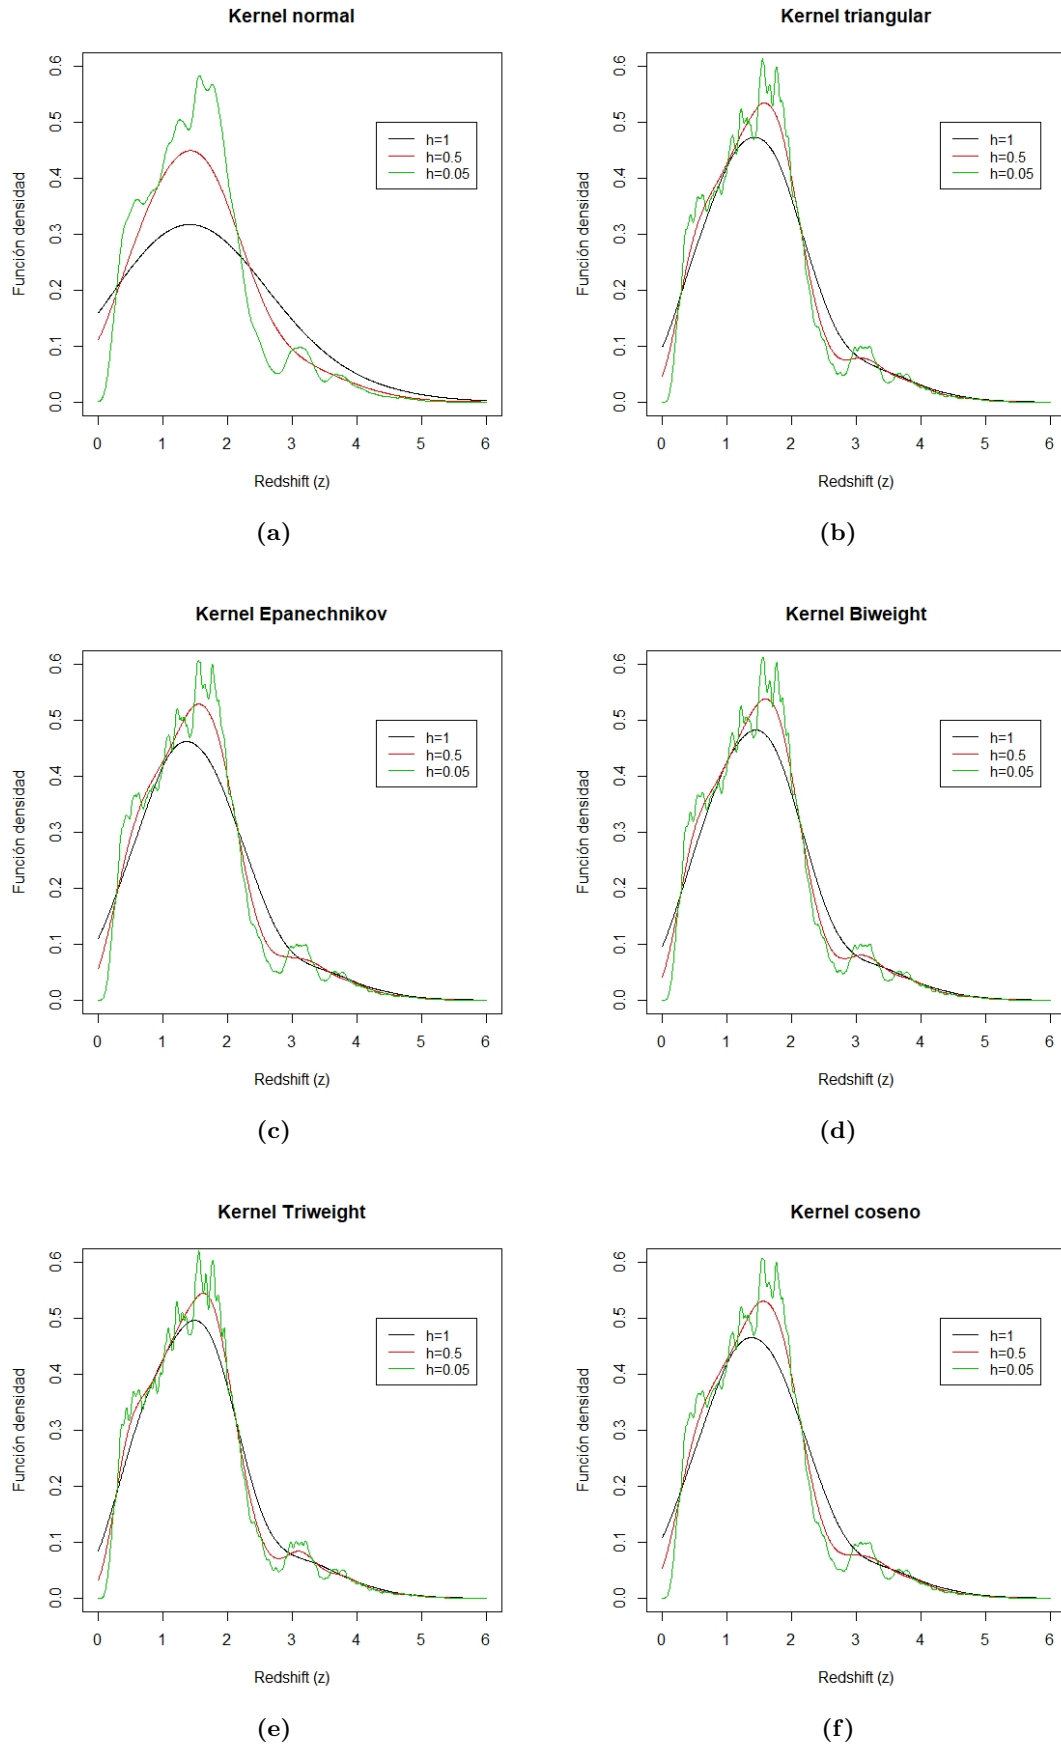 Kernel normal
Función densidad
0.0 0.1 0.2 0.3 0.4 0.5 0.6
h=1
h=0.5
h=0.05
0 1 2 3 4 5 6
Redshift (z)
(a)
Kernel triangular
Función densidad
0.0 0.1 0.2 0.3 0.4 0.5 0.6
h=1
h=0.5
h=0.05
0 1 2 3 4 5 6
Redshift (z)
(b)
Kernel Epanechnikov
Función densidad
0.0 0.1 0.2 0.3 0.4 0.5 0.6
h=1
h=0.5
h=0.05
0 1 2 3 4 5 6
Redshift (z)
(c)
Kernel Biweight
Función densidad
0.0 0.1 0.2 0.3 0.4 0.5 0.6
h=1
h=0.5
h=0.05
0 1 2 3 4 5 6
Redshift (z)
(d)
Kernel Triweight
Función densidad
0.0 0.1 0.2 0.3 0.4 0.5 0.6
h=1
h=0.5
h=0.05
0 1 2 3 4 5 6
Redshift (z)
(e)
Kernel coseno
Función densidad
0.0 0.1 0.2 0.3 0.4 0.5 0.6
h=1
h=0.5
h=0.05
0 1 2 3 4 5 6
Redshift (z)
(f)